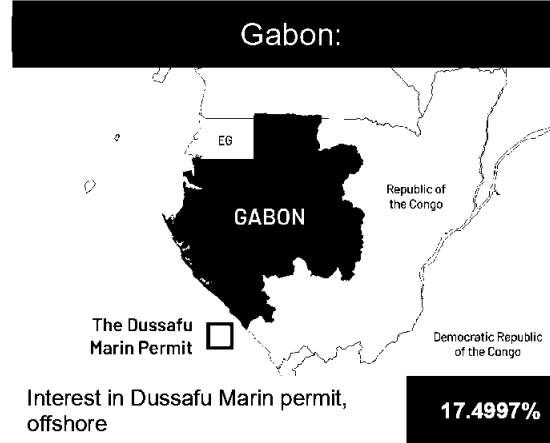 Gabon:
EG
Republic of
the Congo
GABON
The Dussafu
Marin Permit
Democratic Republic
of the Congo
Interest in Dussafu Marin permit,
offshore
17.4997%